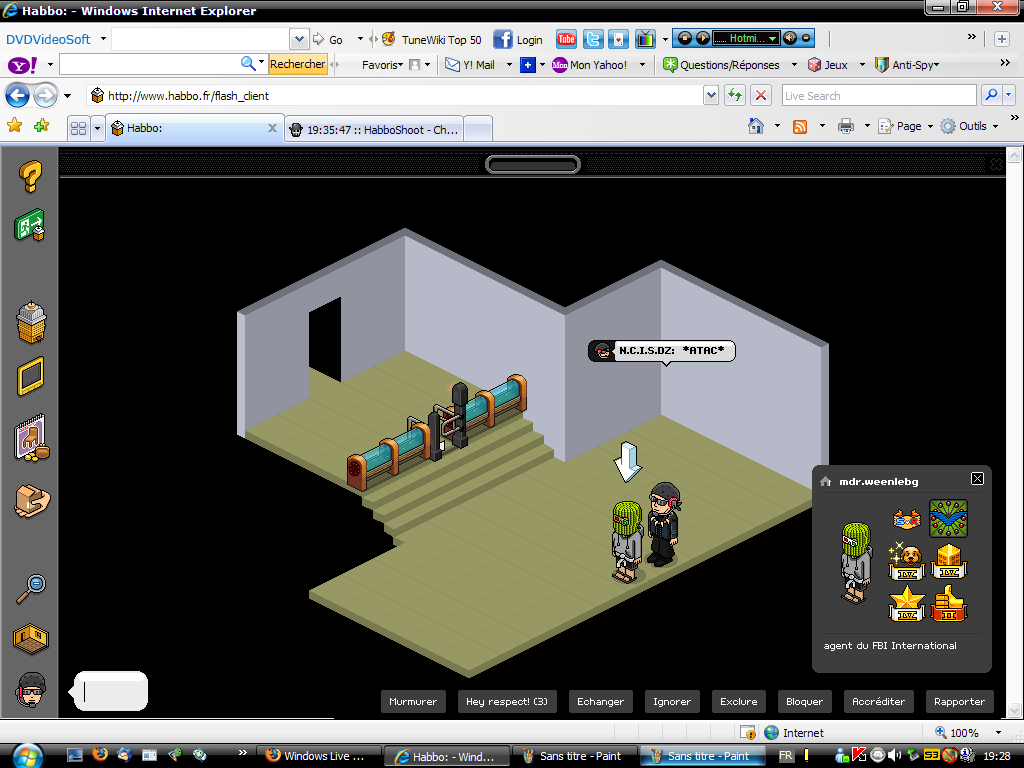 Habbo: - Windows Internet Explorer
DVDVideoSoft Go TuneWiki Top 50 Login You Tube ..... Hotmi... »
Y! Rechercher Favoris Y! Mail Mon Yahoo! Questions/Réponses Jeux Anti-Spy »
http://www.habbo.fr/flash_client Live Search
Habbo: 19:35:47 :: HabboShoot - Ch... Page Outils »
N.C.I.S.DZ: *ATAC*
mdr.weenlebg
agent du FBI International
Murmurer Hey respect! (3) Echanger Ignorer Exclure Bloquer Accréditer Rapporter
Internet 100%
» Windows Live ... Habbo: - Wind... Sans titre - Paint Sans titre - Paint FR 19:28